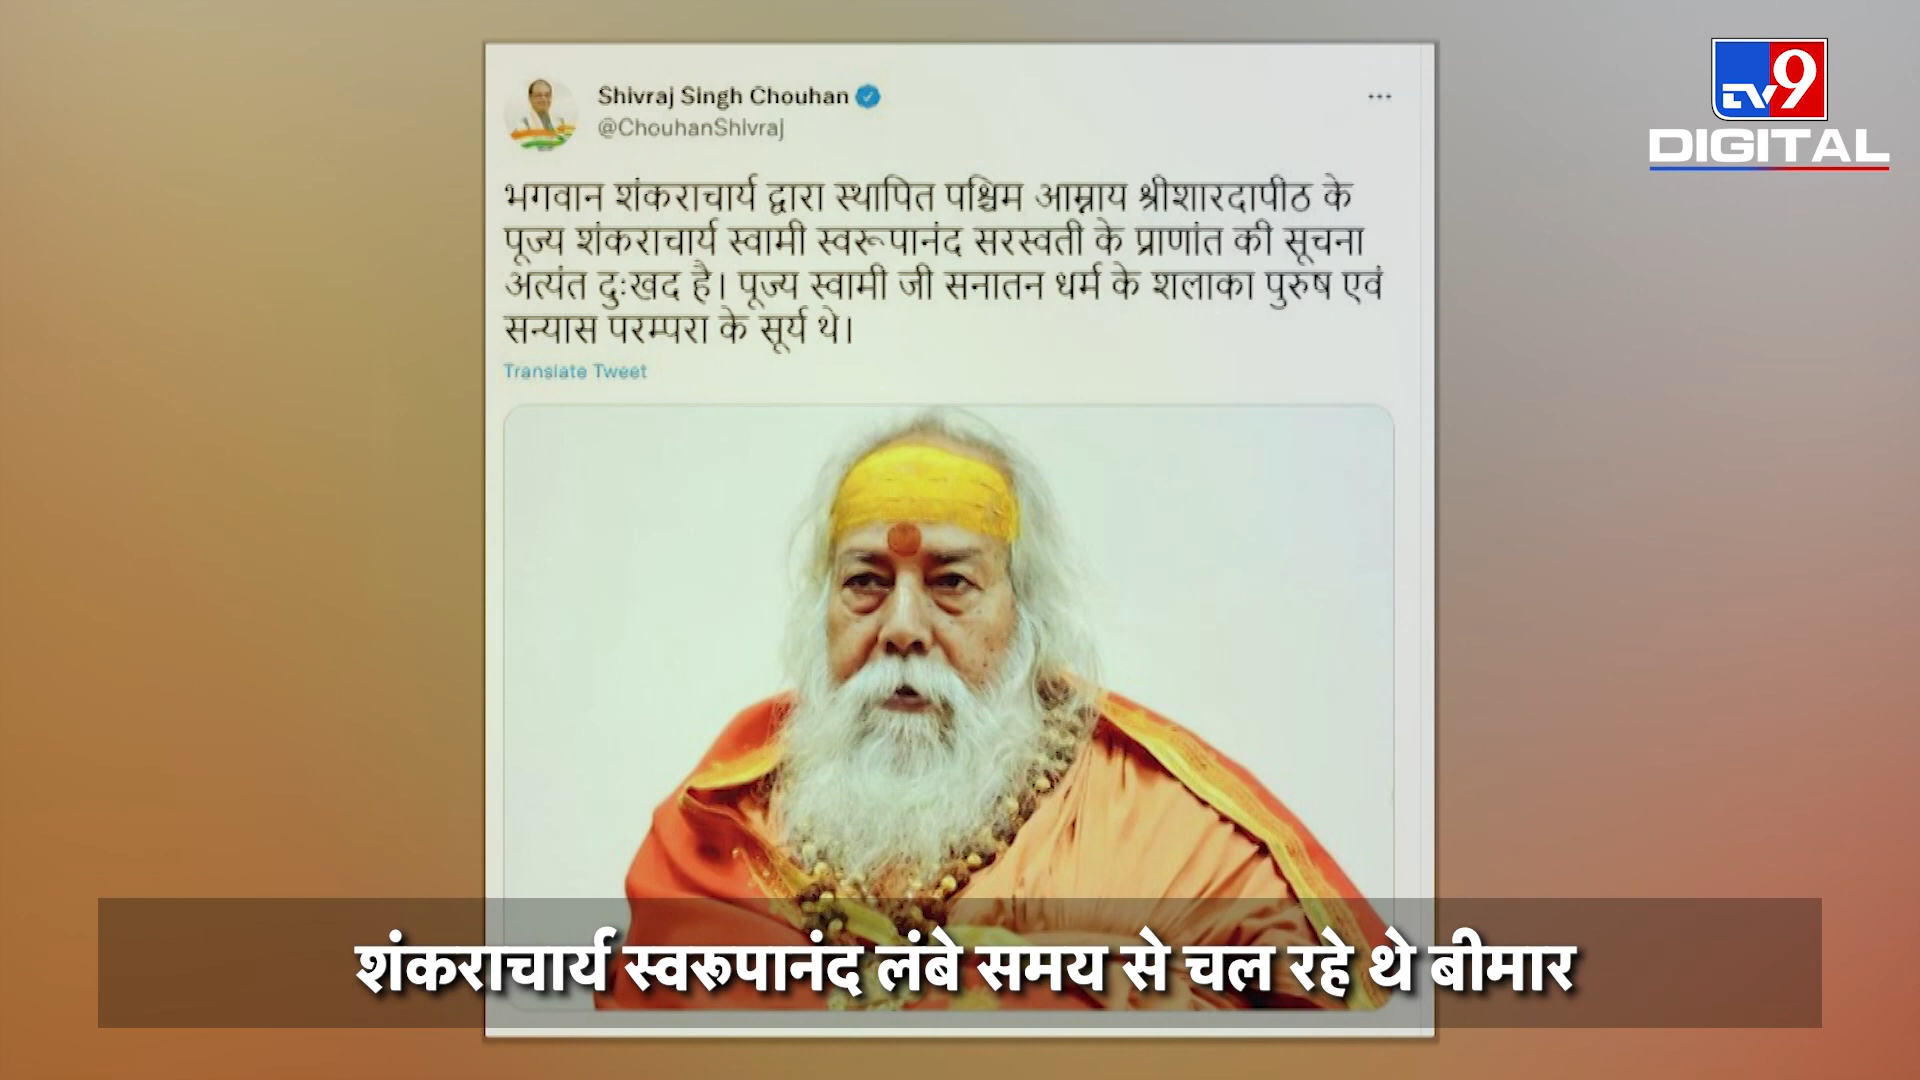 Shivraj Singh Chouhan
@ChouhanShivraj
भगवान शंकराचार्य द्वारा स्थापित पश्चिम आम्नाय श्रीशारदापीठ के
पूज्य शंकराचार्य स्वामी स्वरूपानंद सरस्वती के प्राणांत की सूचना
अत्यंत दुःखद है। पूज्य स्वामी जी सनातन धर्म के शलाका पुरुष एवं
सन्यास परम्परा के सूर्य थे।
Translate Tweet
TV9
DIGITAL
शंकराचार्य स्वरूपानंद लंबे समय से चल रहे थे बीमार